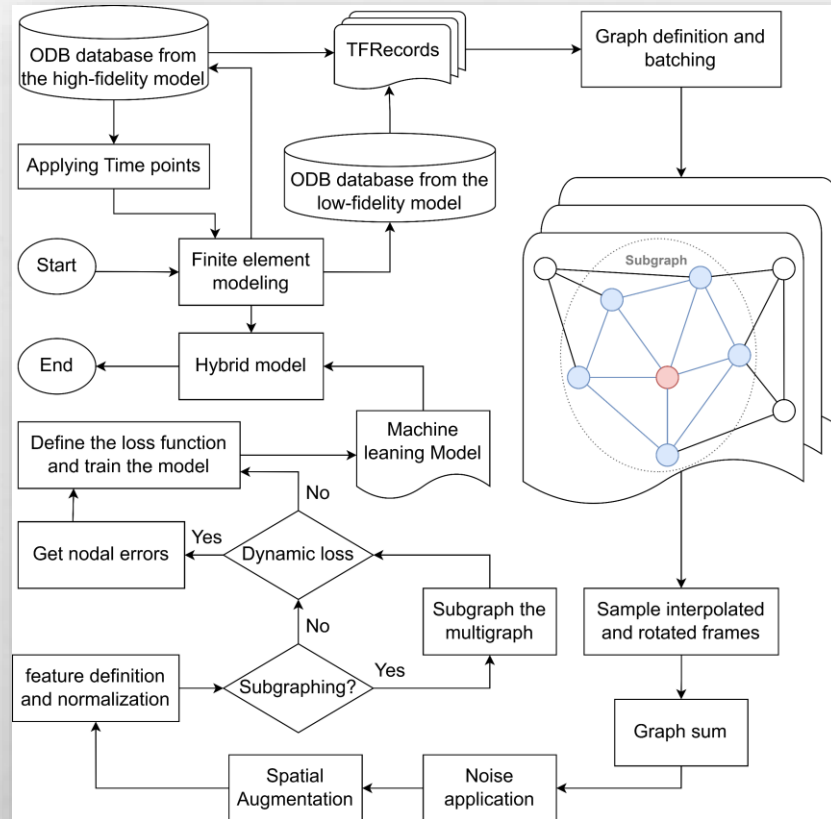 ODB database from
the high-fidelity model
TFRecords
Graph definition and
batching
Applying Time points
ODB database from the
low-fidelity model
Start
Finite element
modeling
Subgraph
End
Hybrid model
Machine
leaning Model
Define the loss function
and train the model
No
Get nodal errors
Yes
Dynamic loss
Subgraph the
multigraph
Sample interpolated
and rotated frames
No
feature definition
and normalization
Subgraphing?
Yes
Graph sum
Spatial
Augmentation
Noise
application